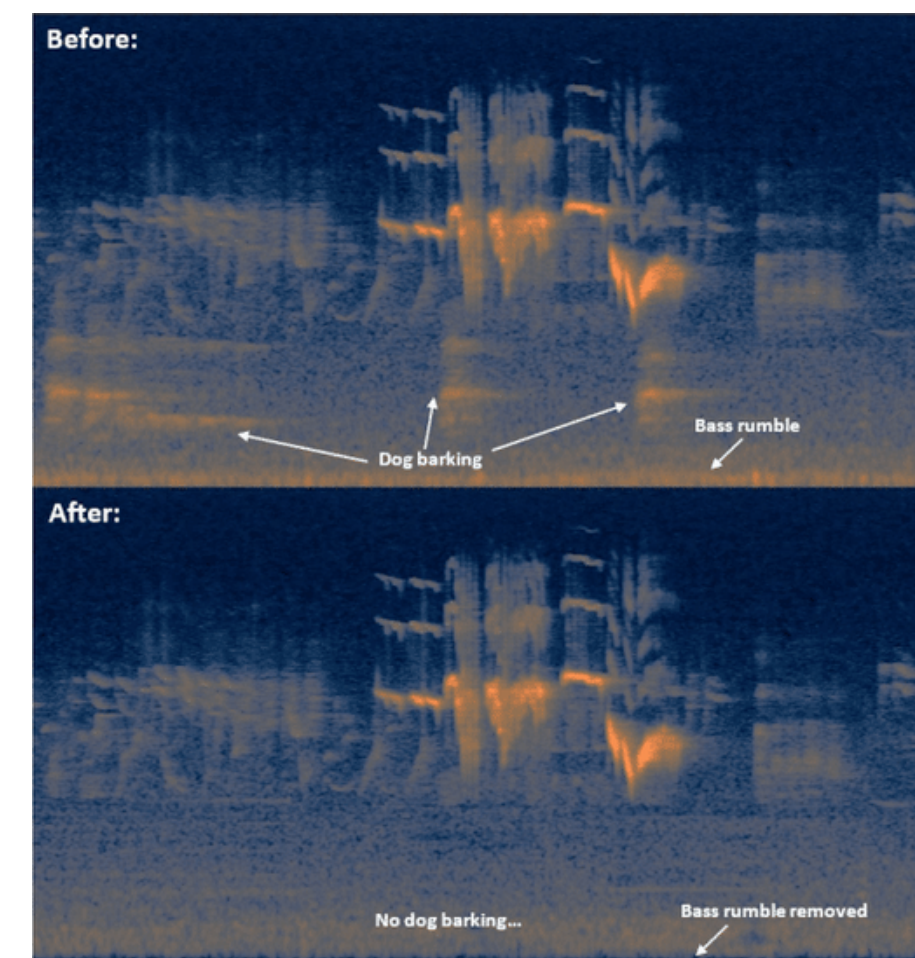 Before:
Bass rumble
Dog barking
After:
No dog barking...
Bass rumble removed